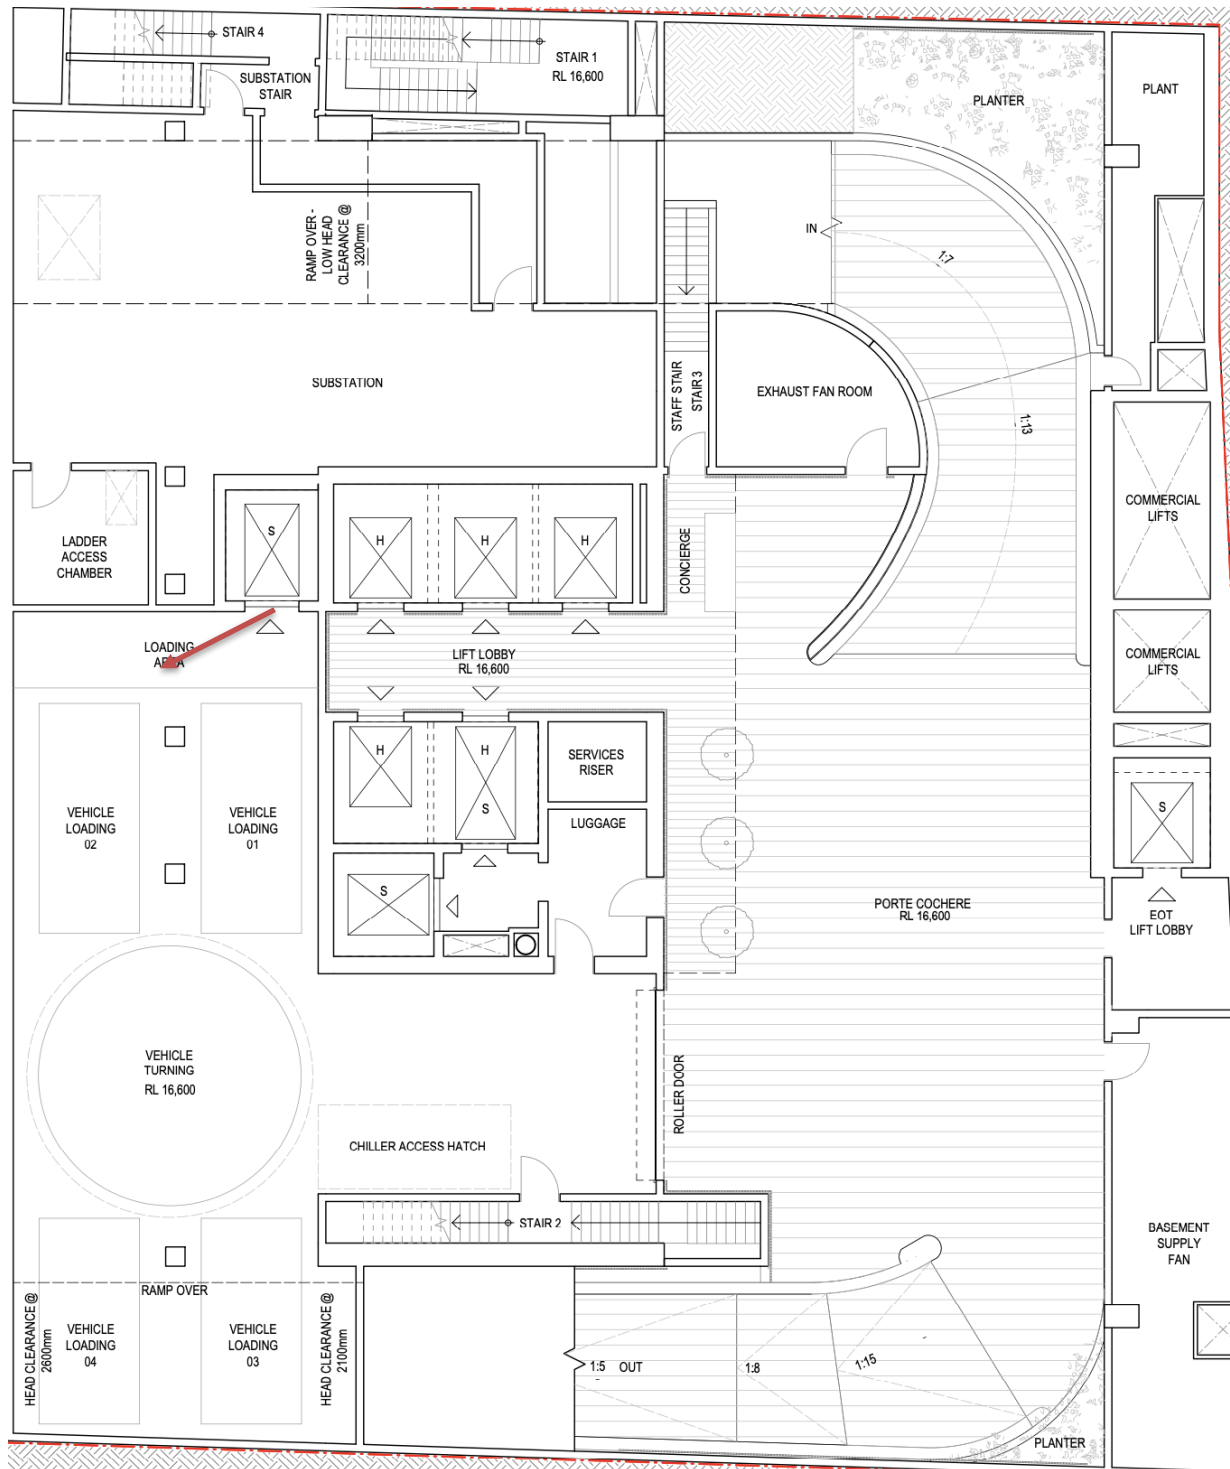 STAIR 4
SUBSTATION
STAIR
STAIR 1
RL 16,600
PLANTER
PLANT
RAMP OVER -
LOW HEAD
CLEARANCE @
3200mm
IN
1:7
SUBSTATION
STAFF STAIR
STAIR 3
EXHAUST FAN ROOM
1:13
COMMERCIAL
LIFTS
LADDER
ACCESS
CHAMBER
S
H
H
H
CONCIERGE
LOADING
AREA
LIFT LOBBY
RL 16,600
COMMERCIAL
LIFTS
H
H
S
SERVICES
RISER
LUGGAGE
VEHICLE
LOADING
02
VEHICLE
LOADING
01
S
S
PORTE COCHERE
RL 16,600
EOT
LIFT LOBBY
VEHICLE
TURNING
RL 16,600
ROLLER DOOR
CHILLER ACCESS HATCH
STAIR 2
BASEMENT
SUPPLY
FAN
RAMP OVER
HEAD CLEARANCE @
2600mm
VEHICLE
LOADING
04
VEHICLE
LOADING
03
HEAD CLEARANCE @
2100mm
1:5 OUT
1:8
1:15
PLANTER